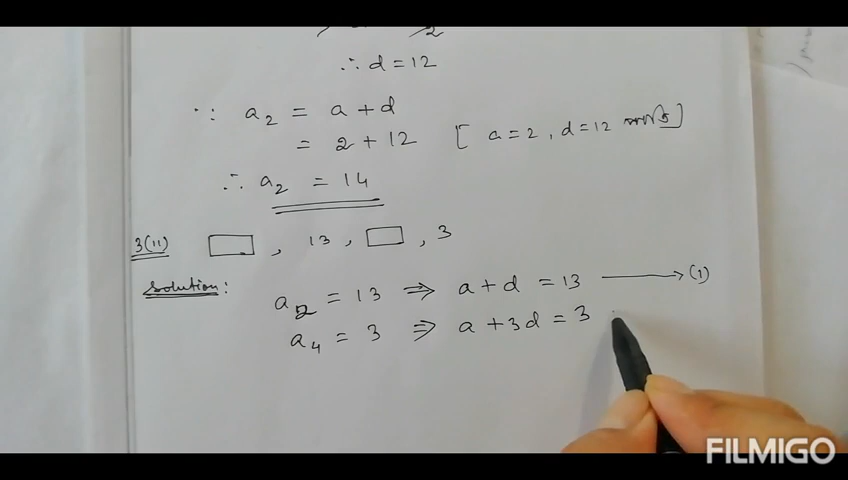 2
∴ d = 12
∵ a₂ = a + d
= 2 + 12 [ a = 2, d = 12 ]
∴ a₂ = 14
3(ii) □, 13, □, 3
Solution:
a₂ = 13 ⇒ a + d = 13 ⟶ (1)
a₄ = 3 ⇒ a + 3d = 3
FILMIGO